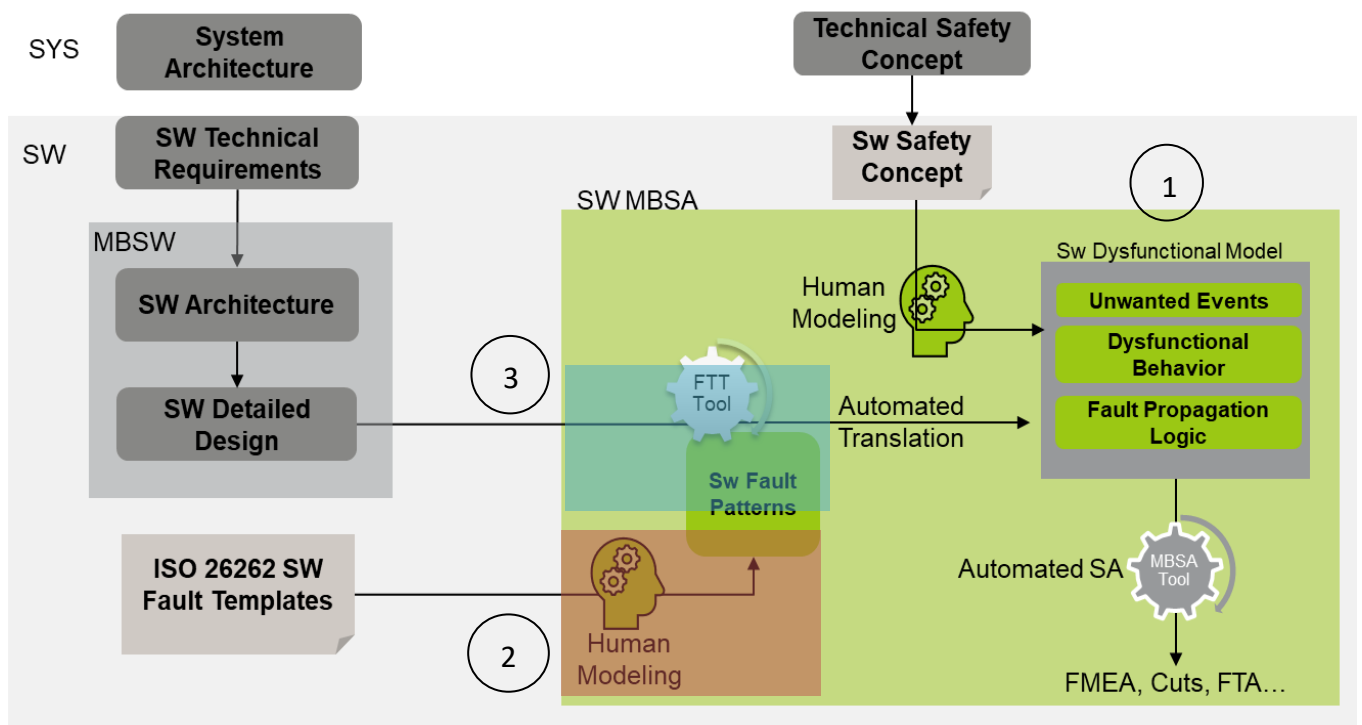 SYS
System
Architecture
Technical Safety
Concept
SW
SW Technical
Requirements
Sw Safety
Concept
1
SW MBSA
MBSW
Sw Dysfunctional Model
SW Architecture
Human
Modeling
Unwanted Events
Dysfunctional
Behavior
3
FTT
Tool
SW Detailed
Design
Automated
Translation
Fault Propagation
Logic
Sw Fault
Patterns
ISO 26262 SW
Fault Templates
Automated SA
MBSA
Tool
2
Human
Modeling
FMEA, Cuts, FTA...